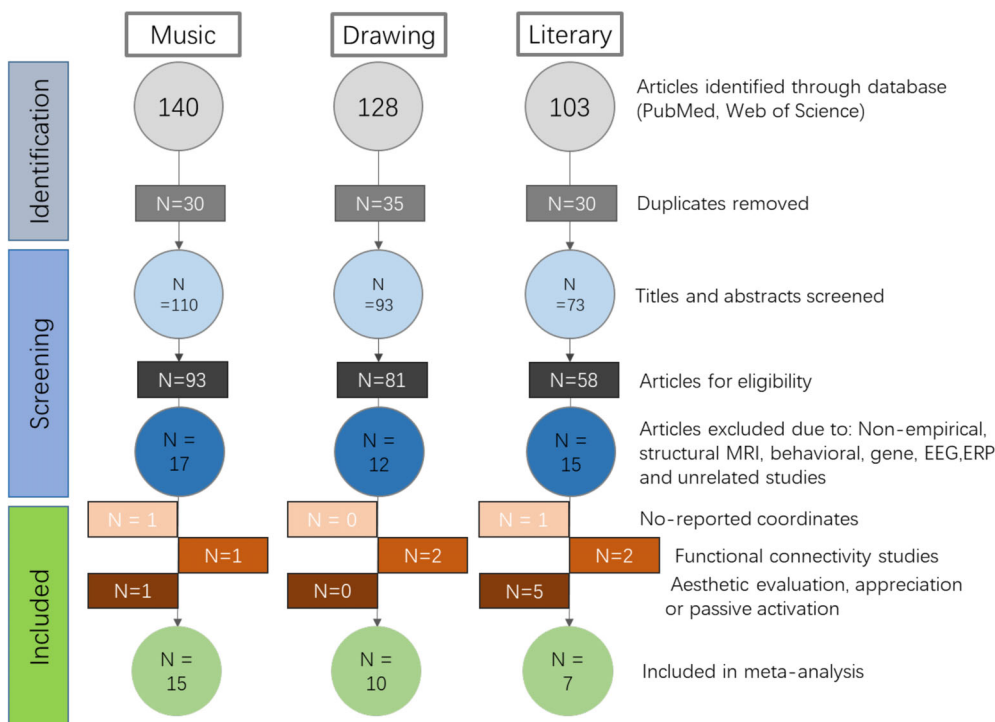 Music
Drawing
Literary
Identification
140
128
103
Articles identified through database
(PubMed, Web of Science)
N=30
N=35
N=30
Duplicates removed
Screening
N
=110
N
=93
N
=73
Titles and abstracts screened
N=93
N=81
N=58
Articles for eligibility
N =
17
N =
12
N =
15
Articles excluded due to: Non-empirical,
structural MRI, behavioral, gene, EEG,ERP
and unrelated studies
Included
N = 1
N = 0
N = 1
No-reported coordinates
N=1
N=2
N=2
Functional connectivity studies
N=1
N=0
N=5
Aesthetic evaluation, appreciation
or passive activation
N =
15
N =
10
N =
7
Included in meta-analysis